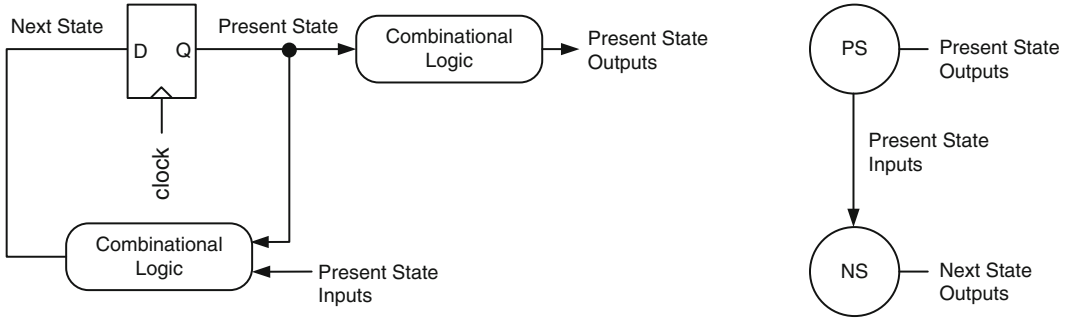 Next State
D Q
clock
Present State
Combinational
Logic
Present State
Outputs
Combinational
Logic
Present State
Inputs
PS
Present State
Outputs
Present State
Inputs
NS
Next State
Outputs